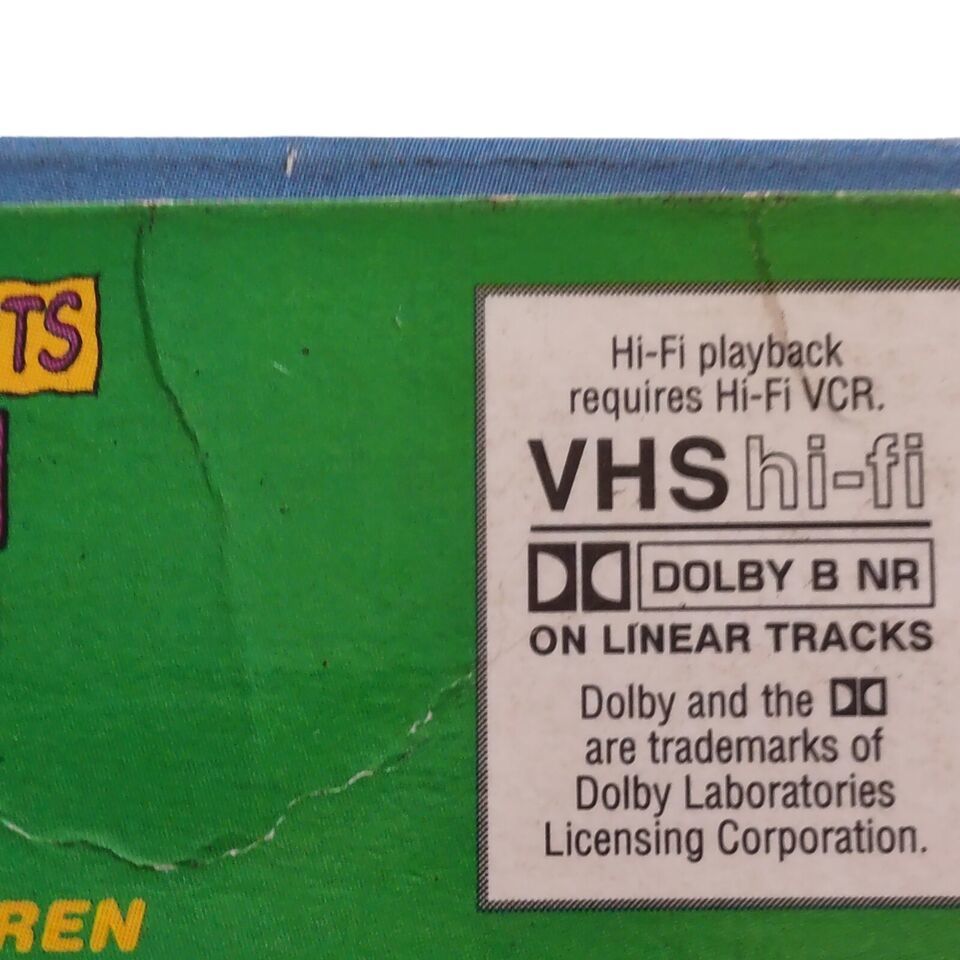 TS
Hi-Fi playback
requires Hi-Fi VCR.
VHS hi-fi
DOLBY B NR
ON LINEAR TRACKS
Dolby and the
are trademarks of
Dolby Laboratories
Licensing Corporation.
REN